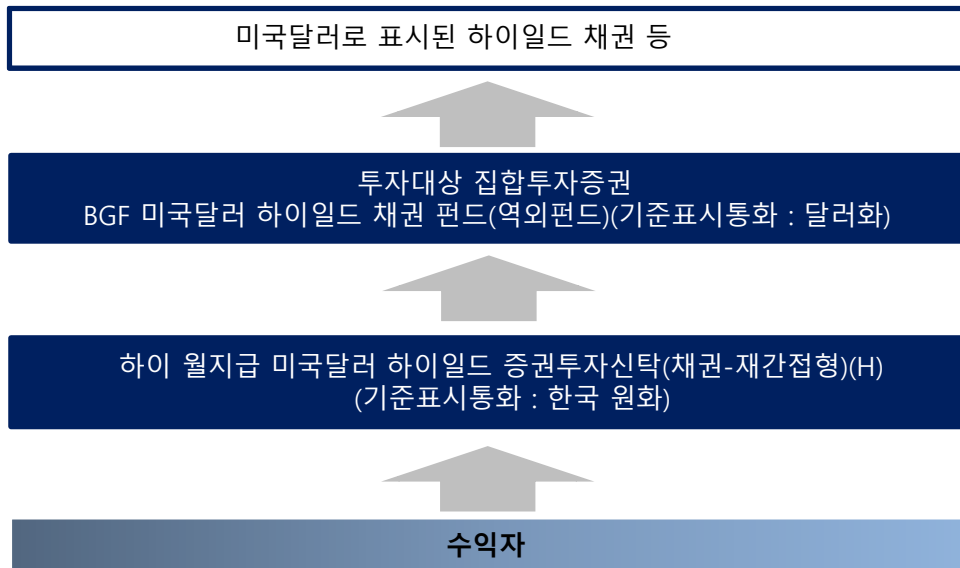 미국달러로 표시된 하이일드 채권 등
투자대상 집합투자증권
BGF 미국달러 하이일드 채권 펀드(역외펀드)(기준표시통화 : 달러화)
하이 월지급 미국달러 하이일드 증권투자신탁(채권-재간접형)(H)
(기준표시통화 : 한국 원화)
수익자